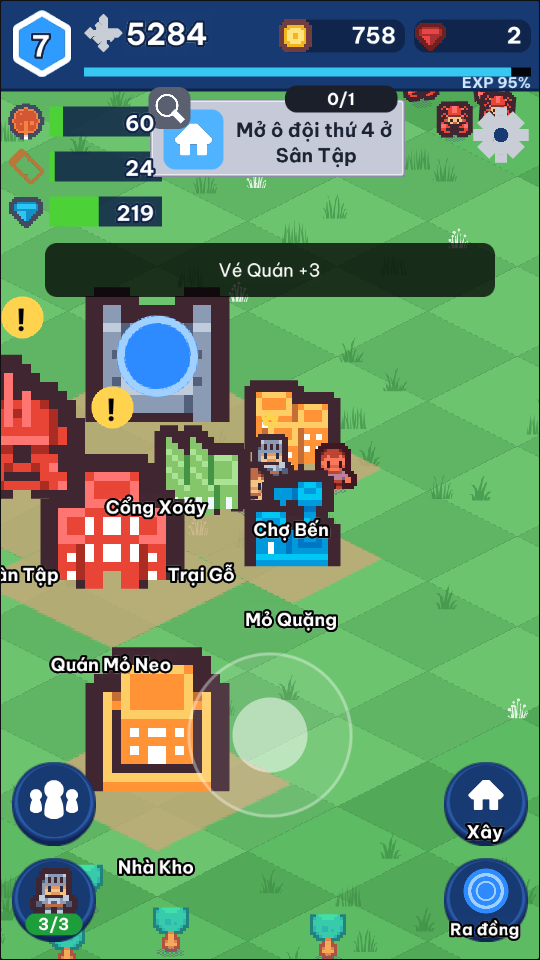 7
5284
758
2
EXP 95%
0/1
60
Mở ô đội thứ 4 ở
Sân Tập
24
219
Vé Quán +3
!
!
Cổng Xoáy
Chợ Bến
ân Tập
Trại Gỗ
Mỏ Quặng
Quán Mỏ Neo
Xây
Nhà Kho
3/3
Ra đồng